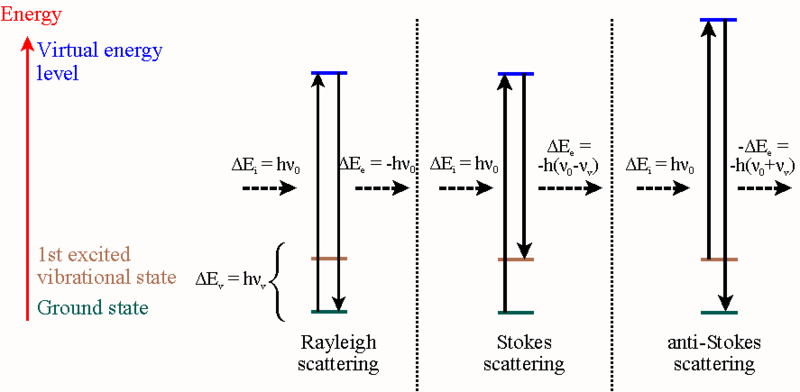 Energy
Virtual energy
level
ΔEᵢ = hν₀
ΔEₑ = -hν₀
ΔEᵢ = hν₀
ΔEₑ =
-h(ν₀-νᵥ)
ΔEᵢ = hν₀
-ΔEₑ =
-h(ν₀+νᵥ)
1st excited
vibrational state
ΔEᵥ = hνᵥ
Ground state
Rayleigh
scattering
Stokes
scattering
anti-Stokes
scattering